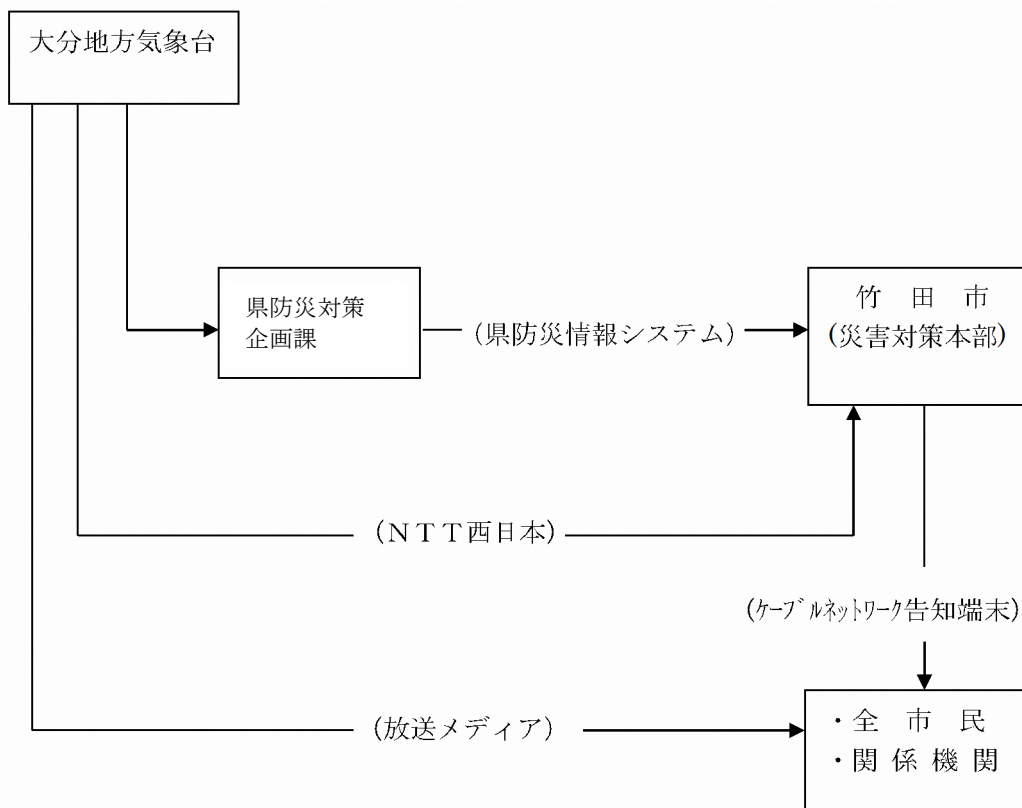 大分地方気象台
県防災対策
企画課
(県防災情報システム)
竹　田　市
(災害対策本部)
(ＮＴＴ西日本)
(ｹｰﾌﾞﾙﾈｯﾄﾜｰｸ告知端末)
(放送メディア)
・全　市　民
・関 係 機 関